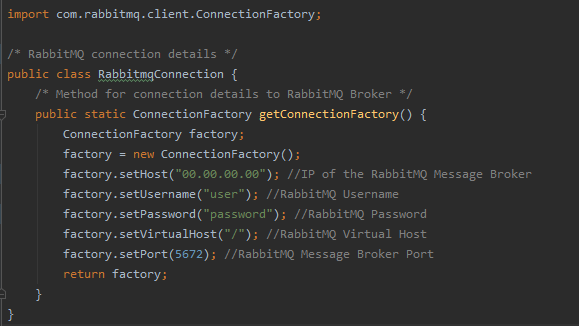 import com.rabbitmq.client.ConnectionFactory;
/* RabbitMQ connection details */
public class RabbitmqConnection {
/* Method for connection details to RabbitMQ Broker */
public static ConnectionFactory getConnectionFactory() {
ConnectionFactory factory;
factory = new ConnectionFactory();
factory.setHost("00.00.00.00"); //IP of the RabbitMQ Message Broker
factory.setUsername("user"); //RabbitMQ Username
factory.setPassword("password"); //RabbitMQ Password
factory.setVirtualHost("/"); //RabbitMQ Virtual Host
factory.setPort(5672); //RabbitMQ Message Broker Port
return factory;
}
}